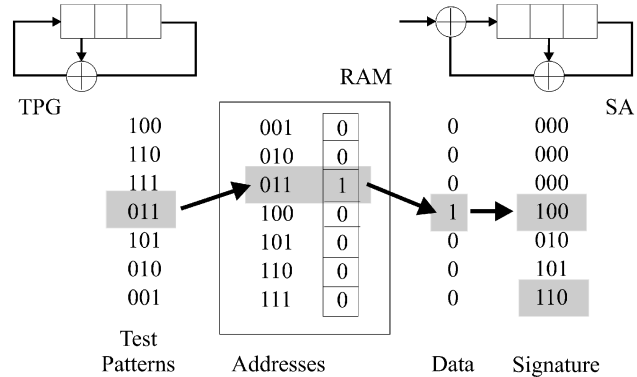 RAM
TPG SA
100 001 0 0 000
110 010 0 0 000
111 011 1 0 000
011 100 0 1 100
101 101 0 0 010
010 110 0 0 101
001 111 0 0 110
Test
Patterns Addresses Data Signature